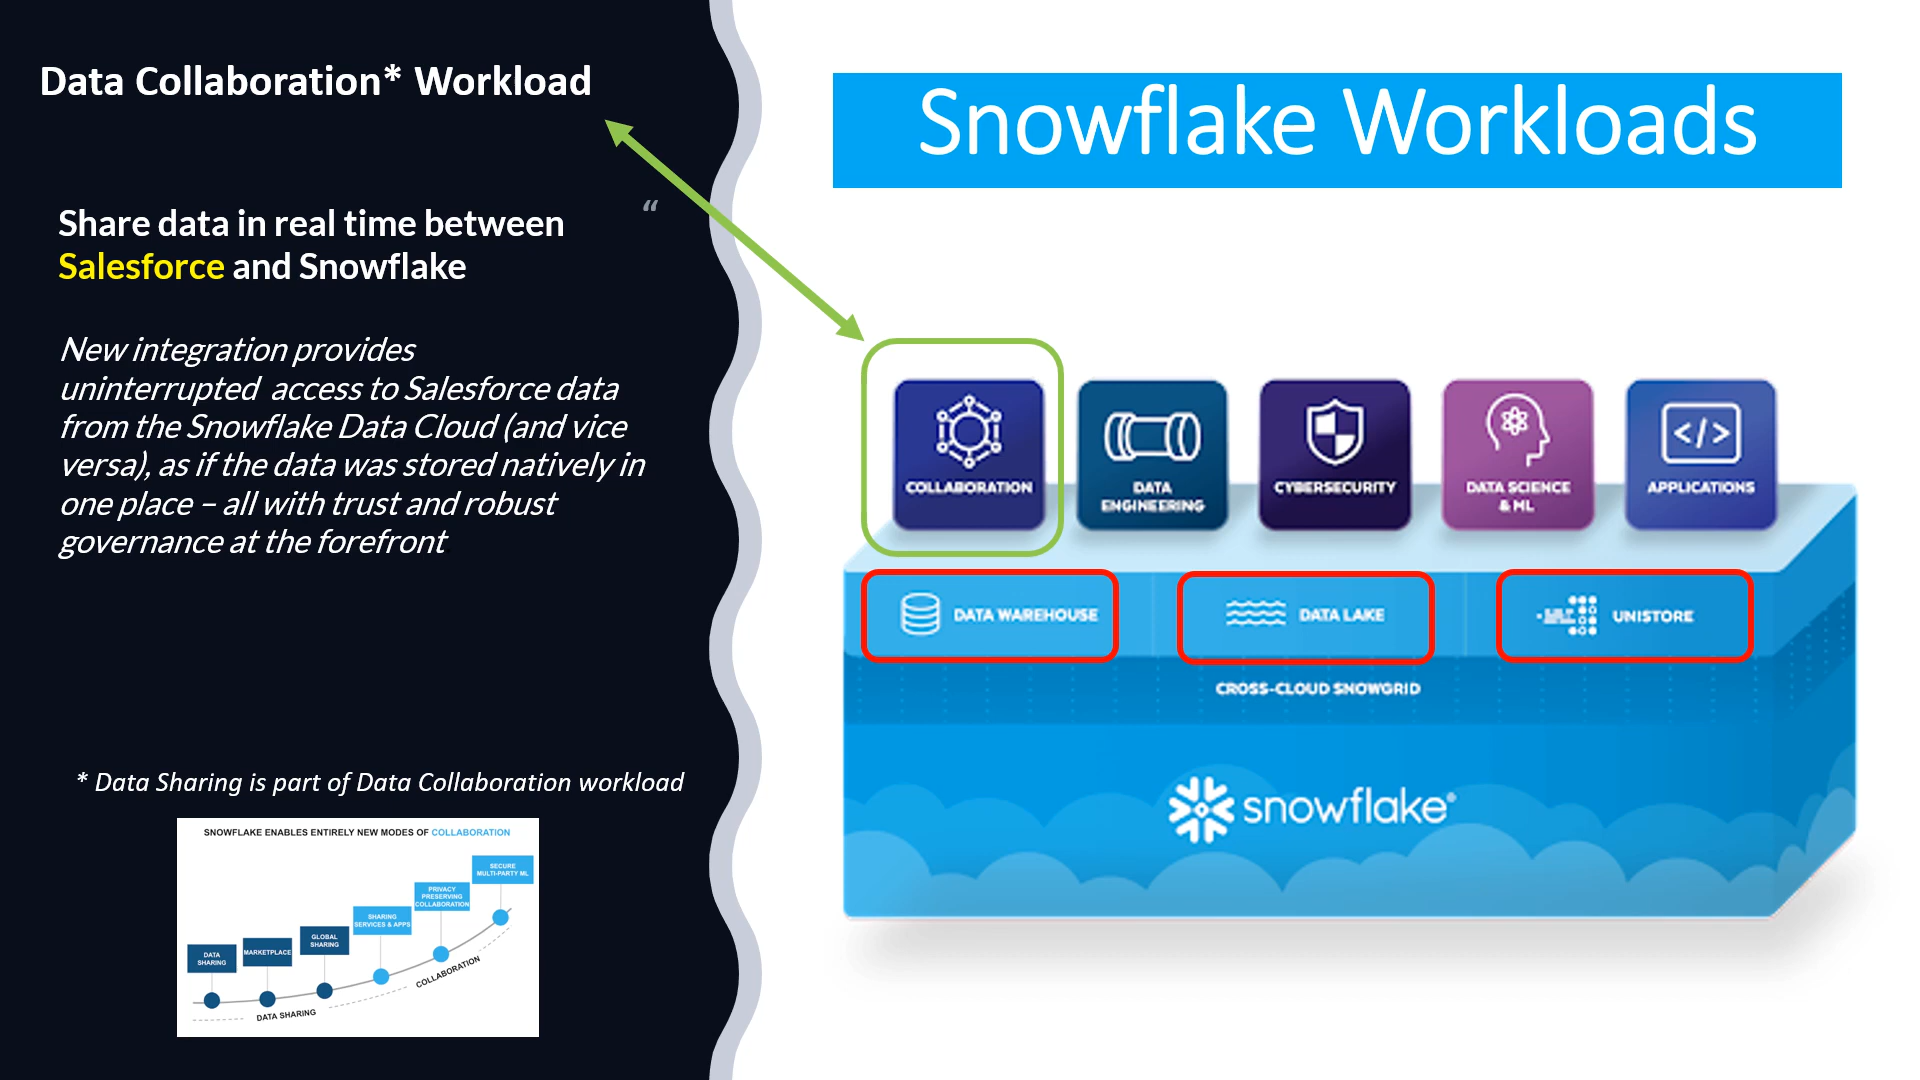 Data Collaboration* Workload
Share data in real time between
Salesforce and Snowflake
“
New integration provides
uninterrupted access to Salesforce data
from the Snowflake Data Cloud (and vice
versa), as if the data was stored natively in
one place – all with trust and robust
governance at the forefront.
* Data Sharing is part of Data Collaboration workload
SNOWFLAKE ENABLES ENTIRELY NEW MODES OF COLLABORATION
DATA
SHARING
MARKETPLACE
GLOBAL
SHARING
SHARING
SERVICES & APPS
PRIVACY
PRESERVING
COLLABORATION
SECURE
MULTI-PARTY ML
DATA SHARING
COLLABORATION
Snowflake Workloads
COLLABORATION
DATA
ENGINEERING
CYBERSECURITY
DATA SCIENCE
& ML
APPLICATIONS
</>
DATA WAREHOUSE
DATA LAKE
UNISTORE
CROSS-CLOUD SNOWGRID
snowflake®